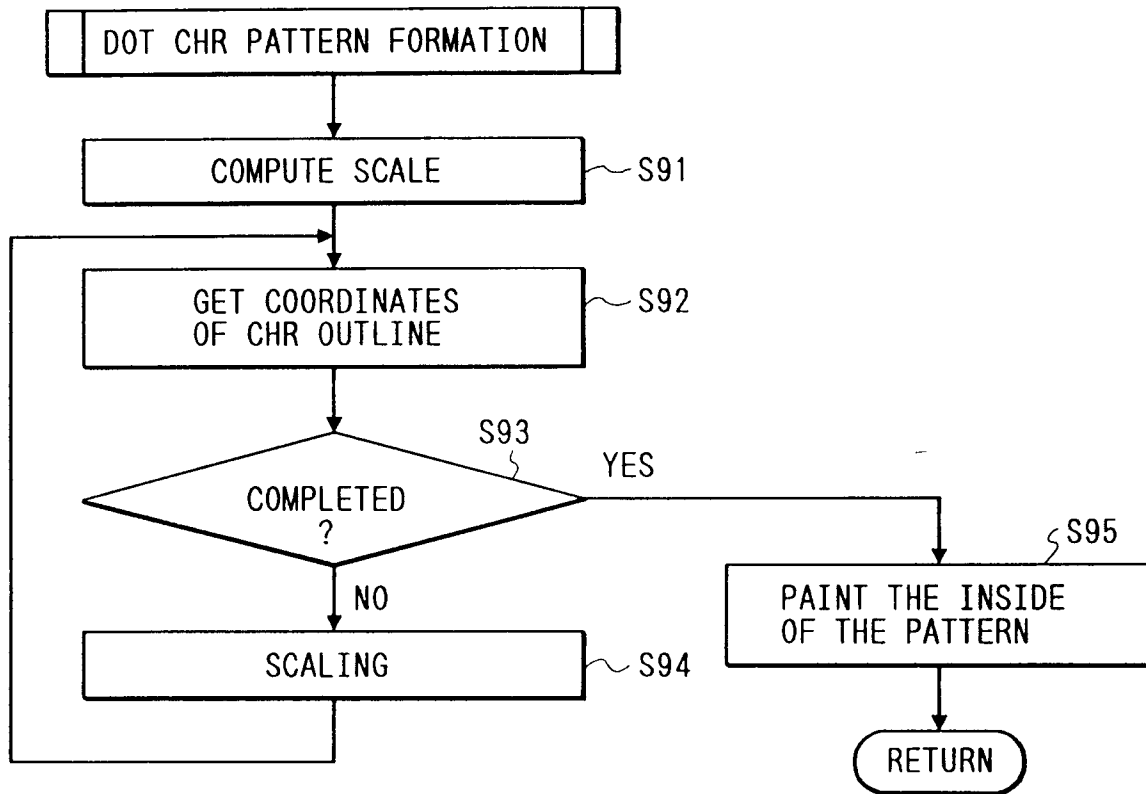 DOT CHR PATTERN FORMATION
COMPUTE SCALE
S91
GET COORDINATES
OF CHR OUTLINE
S92
S93
COMPLETED
?
YES
NO
S95
PAINT THE INSIDE
OF THE PATTERN
SCALING
S94
RETURN